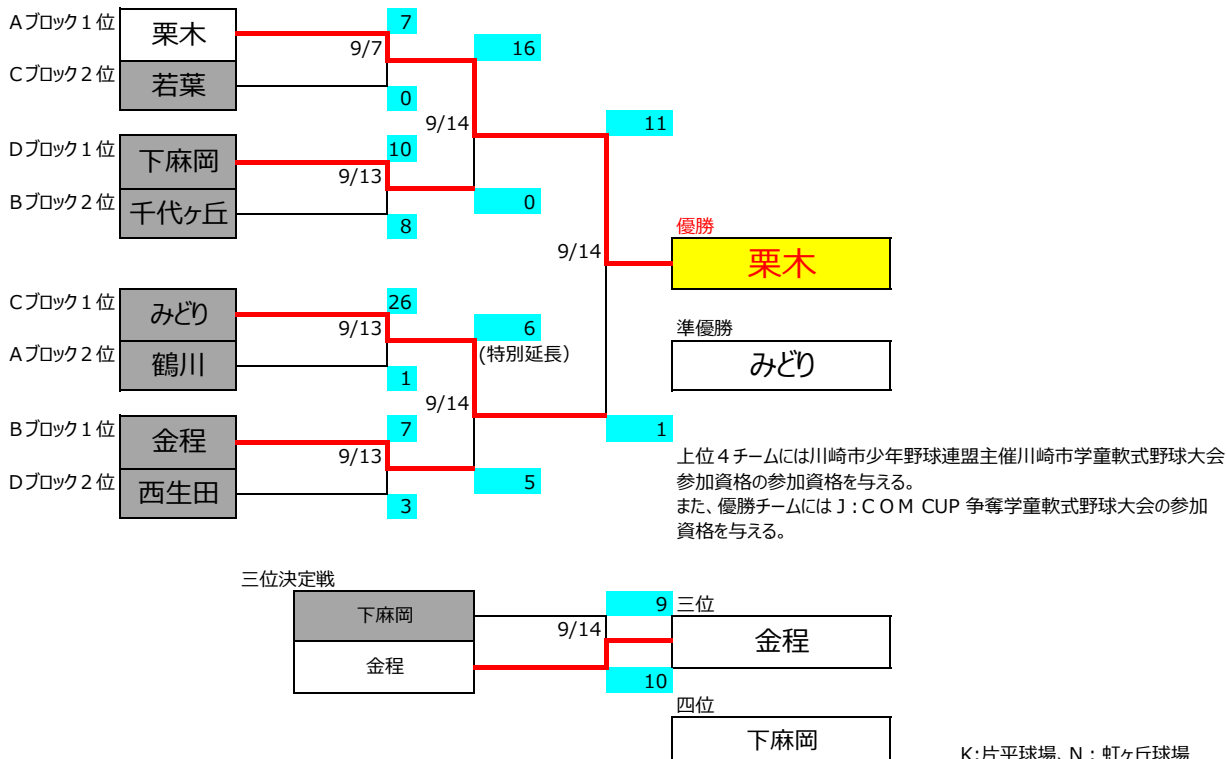 Aブロック１位
栗木
7
9/7
16
Cブロック２位
若葉
0
9/14
11
Dブロック１位
下麻岡
10
9/13
Bブロック２位
千代ヶ丘
0
8
優勝
9/14
栗木
Cブロック１位
みどり
26
9/13
6
準優勝
(特別延長）
みどり
Aブロック２位
鶴川
1
9/14
Bブロック１位
金程
7
1
9/13
上位４チームには川崎市少年野球連盟主催川崎市学童軟式野球大会
参加資格の参加資格を与える。
Dブロック２位
西生田
5
3
また、優勝チームにはＪ:ＣＯＭ CUP 争奪学童軟式野球大会の参加
資格を与える。
三位決定戦
下麻岡
9
三位
9/14
金程
金程
10
四位
下麻岡
K:片平球場、N：虹ヶ丘球場